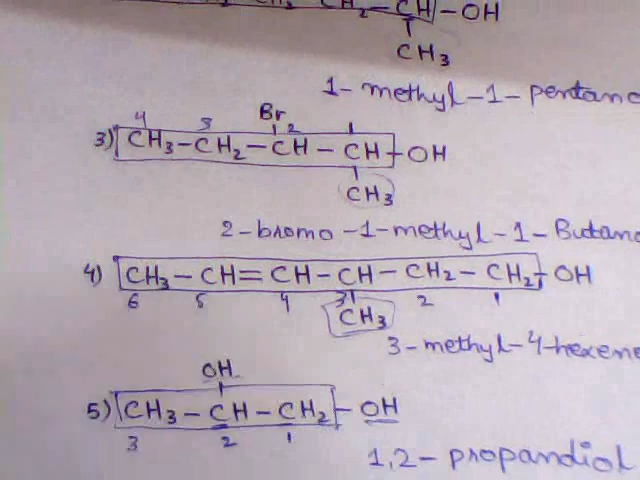 CH₂-CH-OH
CH₃
1-methyl-1-pentano
Br
4 3 2 1
3) CH₃-CH₂-CH-CH-OH
CH₃
2-bromo-1-methyl-1-Butano
4) CH₃-CH=CH-CH-CH₂-CH₂-OH
6 5 4 3 2 1
CH₃
3-methyl-4-hexene
OH
5) CH₃-CH-CH₂-OH
3 2 1
1,2-propandiol